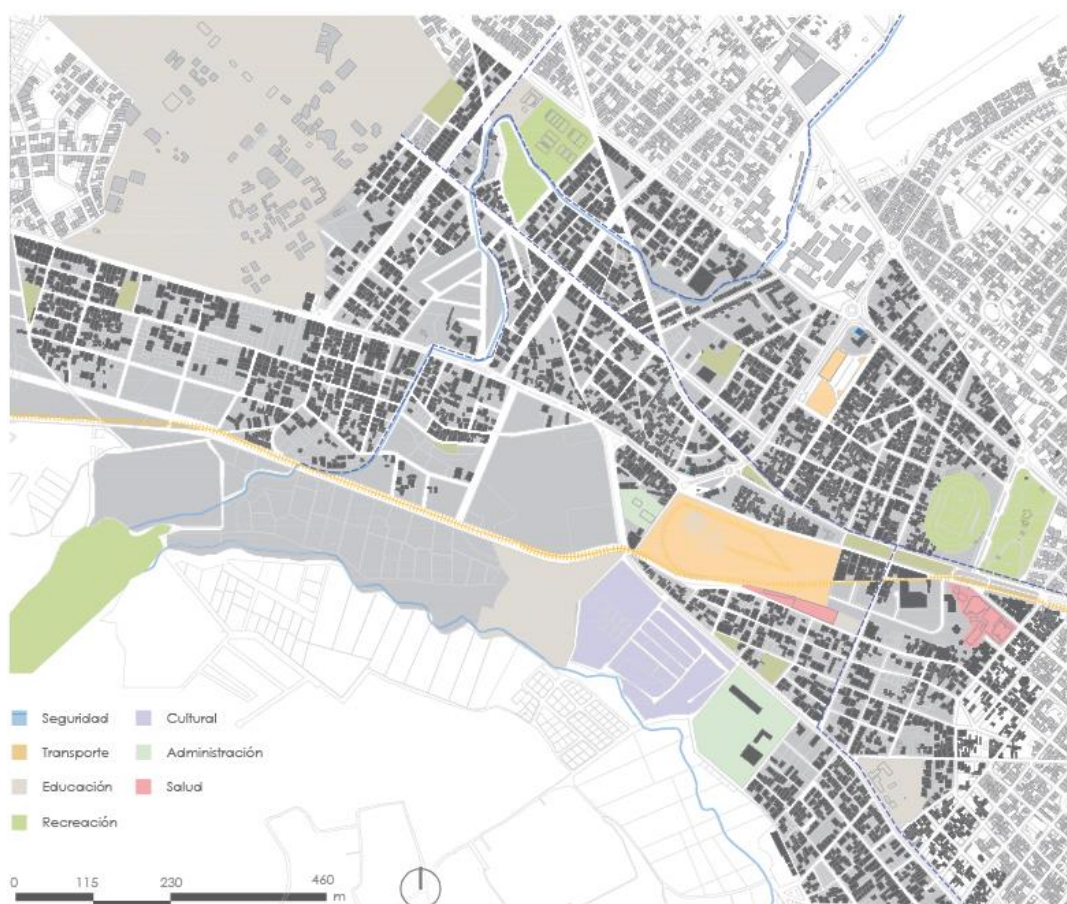 Seguridad
Transporte
Educación
Recreación
Cultural
Administración
Salud
0 115 230 460
m